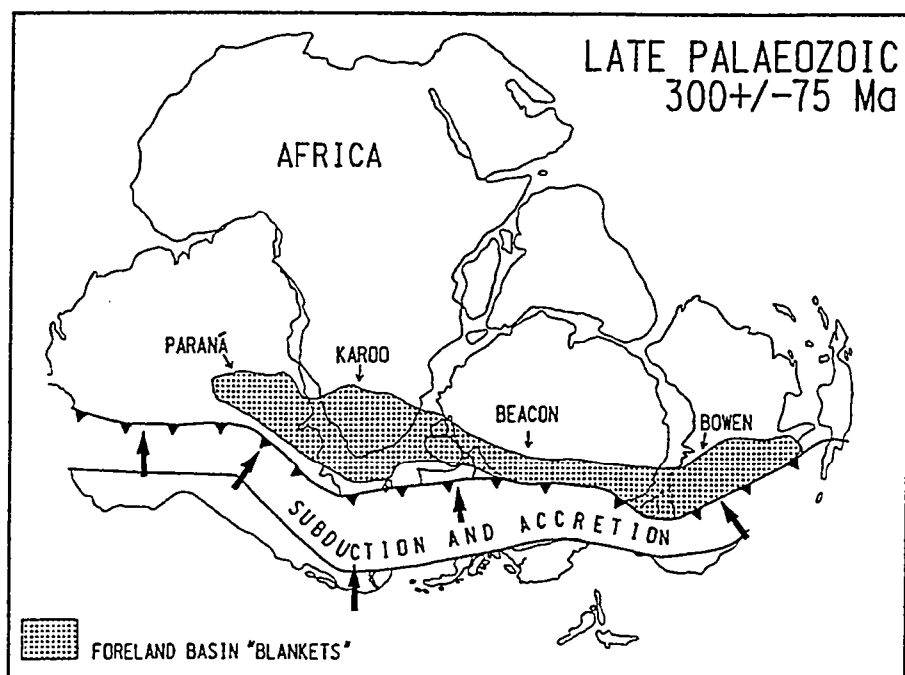 LATE PALAEOZOIC
300+/-75 Ma
AFRICA
PARANÁ
KAROO
BEACON
BOWEN
SUBDUCTION AND ACCRETION
FORELAND BASIN "BLANKETS"